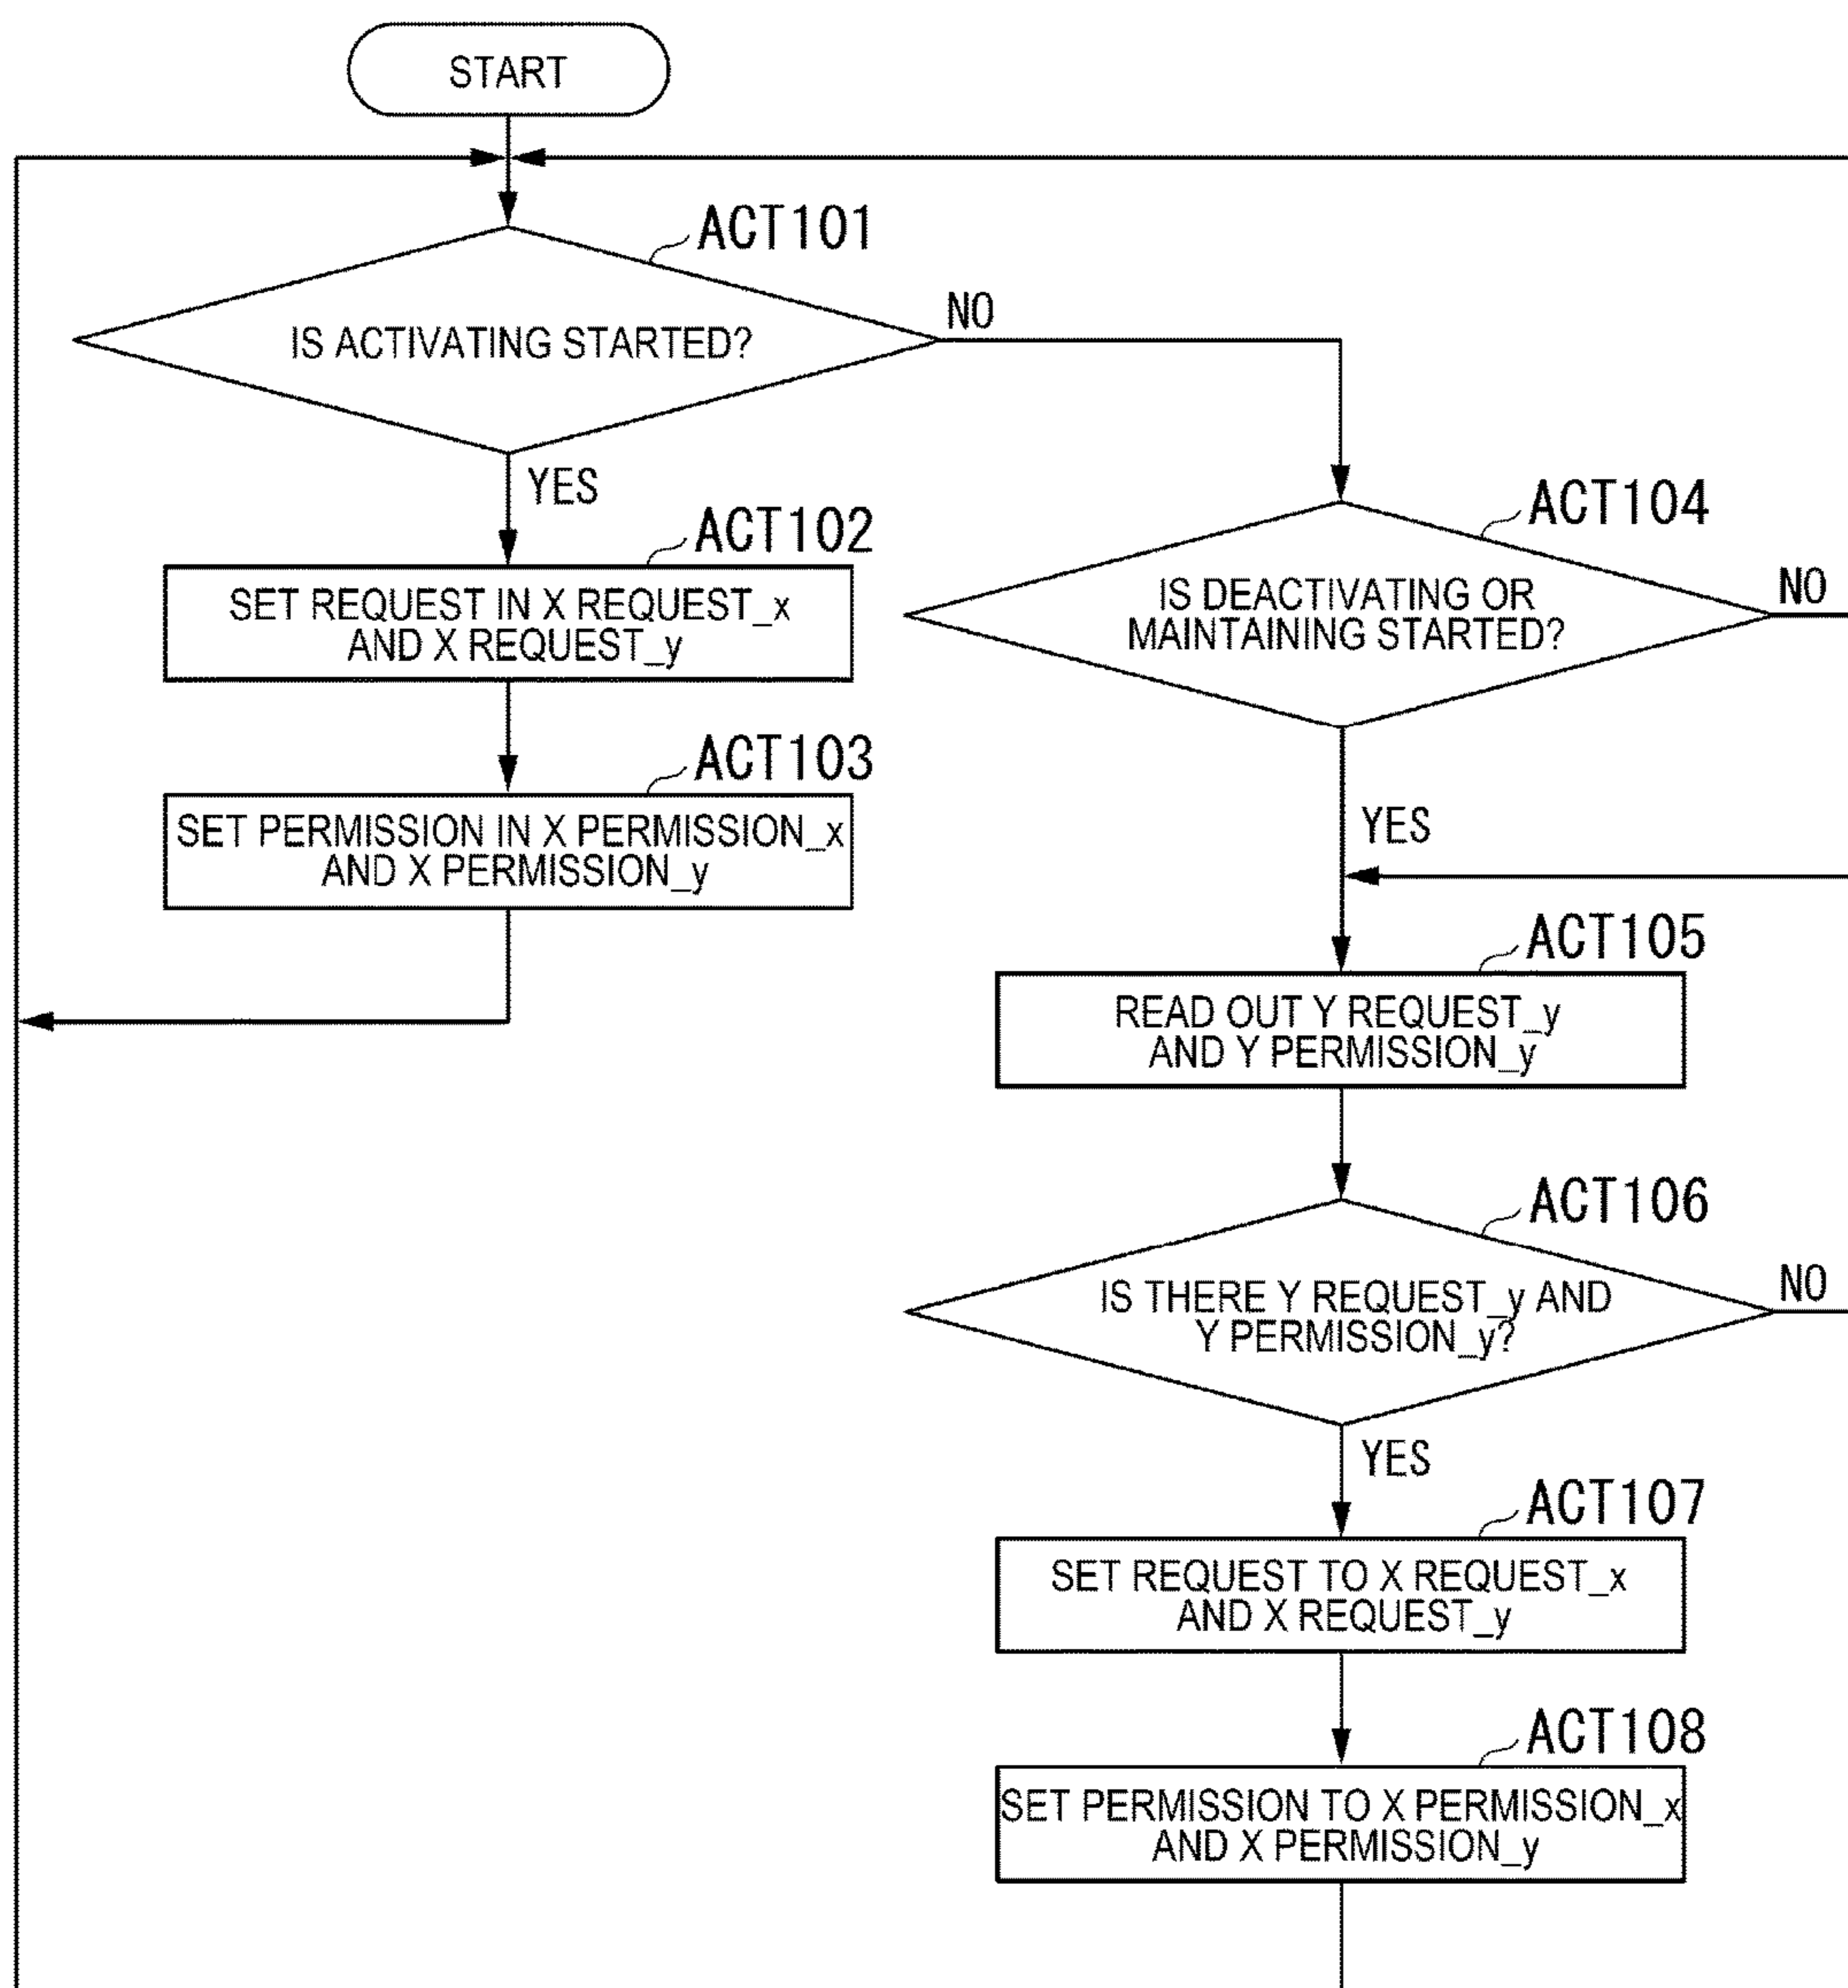 START
ACT101
IS ACTIVATING STARTED?
NO
YES
ACT102
SET REQUEST IN X REQUEST_x
AND X REQUEST_y
ACT103
SET PERMISSION IN X PERMISSION_x
AND X PERMISSION_y
ACT104
IS DEACTIVATING OR
MAINTAINING STARTED?
NO
YES
ACT105
READ OUT Y REQUEST_y
AND Y PERMISSION_y
ACT106
IS THERE Y REQUEST_y AND
Y PERMISSION_y?
NO
YES
ACT107
SET REQUEST TO X REQUEST_x
AND X REQUEST_y
ACT108
SET PERMISSION TO X PERMISSION_x
AND X PERMISSION_y